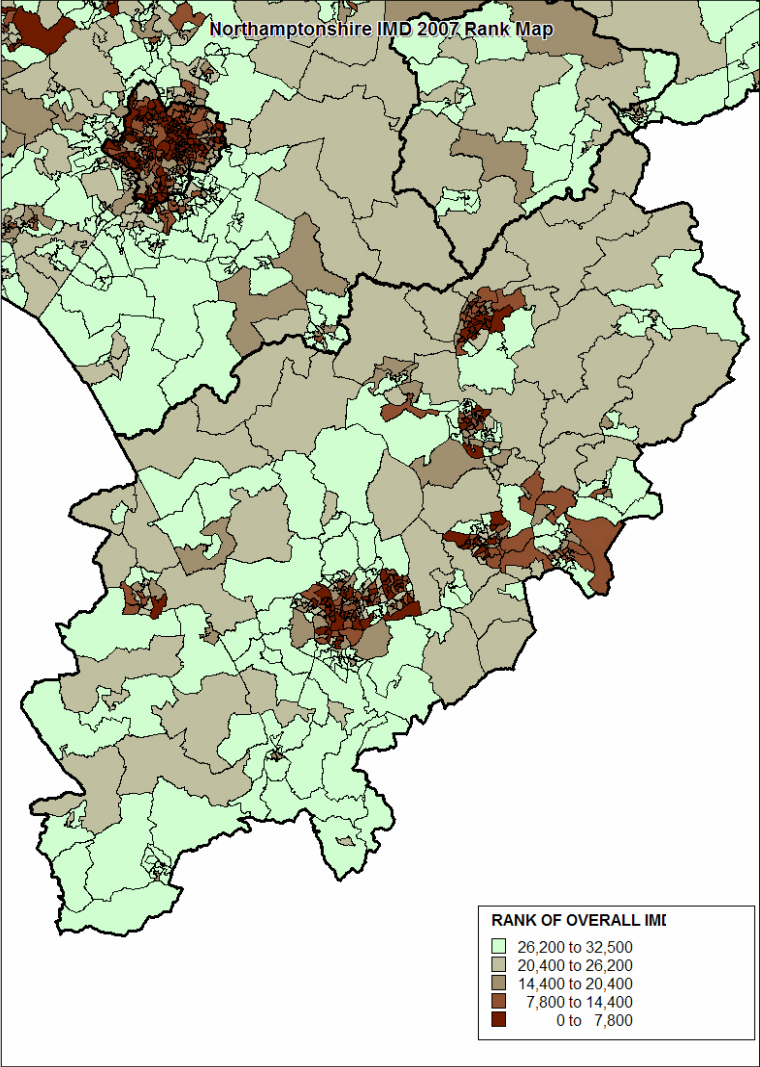 Northamptonshire IMD 2007 Rank Map
RANK OF OVERALL IMD
26,200 to 32,500
20,400 to 26,200
14,400 to 20,400
7,800 to 14,400
0 to 7,800